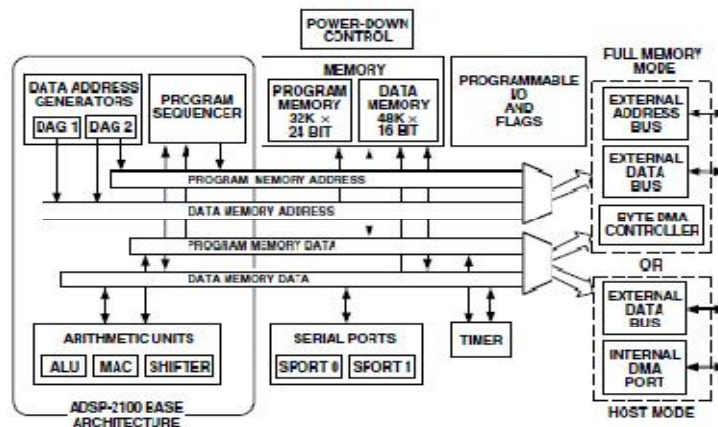 POWER-DOWN
CONTROL
FULL MEMORY
MODE
DATA ADDRESS
GENERATORS
DAG 1
DAG 2
PROGRAM
SEQUENCER
MEMORY
PROGRAM
MEMORY
32K ×
24 BIT
DATA
MEMORY
48K ×
16 BIT
PROGRAMMABLE
I/O
AND
FLAGS
EXTERNAL
ADDRESS
BUS
EXTERNAL
DATA
BUS
BYTE DMA
CONTROLLER
OR
PROGRAM MEMORY ADDRESS
DATA MEMORY ADDRESS
PROGRAM MEMORY DATA
DATA MEMORY DATA
ARITHMETIC UNITS
ALU
MAC
SHIFTER
SERIAL PORTS
SPORT 0
SPORT 1
TIMER
EXTERNAL
DATA
BUS
INTERNAL
DMA
PORT
HOST MODE
ADSP-2100 BASE
ARCHITECTURE